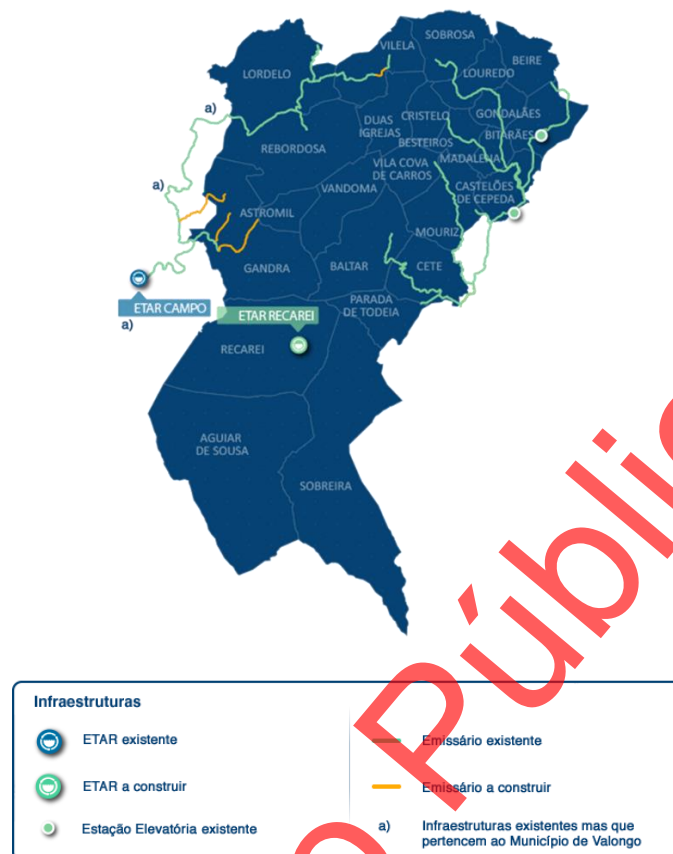 SOBROSA
VILELA
BEIRE
LORDELO
LOUREDO
a)
GONDALÃES
DUAS
IGREJAS
CRISTELO
BITARÃES
BESTEIROS
REBORDOSA
MADALENA
VILA COVA
DE CARROS
a)
VANDOMA
CASTELÕES
DE CEPEDA
ASTROMIL
MOURIZ
GANDRA
BALTAR
CETE
ETAR CAMPO
a)
ETAR RECAREI
PARADA
DE TODEIA
RECAREI
AGUIAR
DE SOUSA
SOBREIRA
Infraestruturas
ETAR existente
ETAR a construir
Estação Elevatória existente
Emissário existente
Emissário a construir
a) Infraestruturas existentes mas que
pertencem ao Município de Valongo
Públic